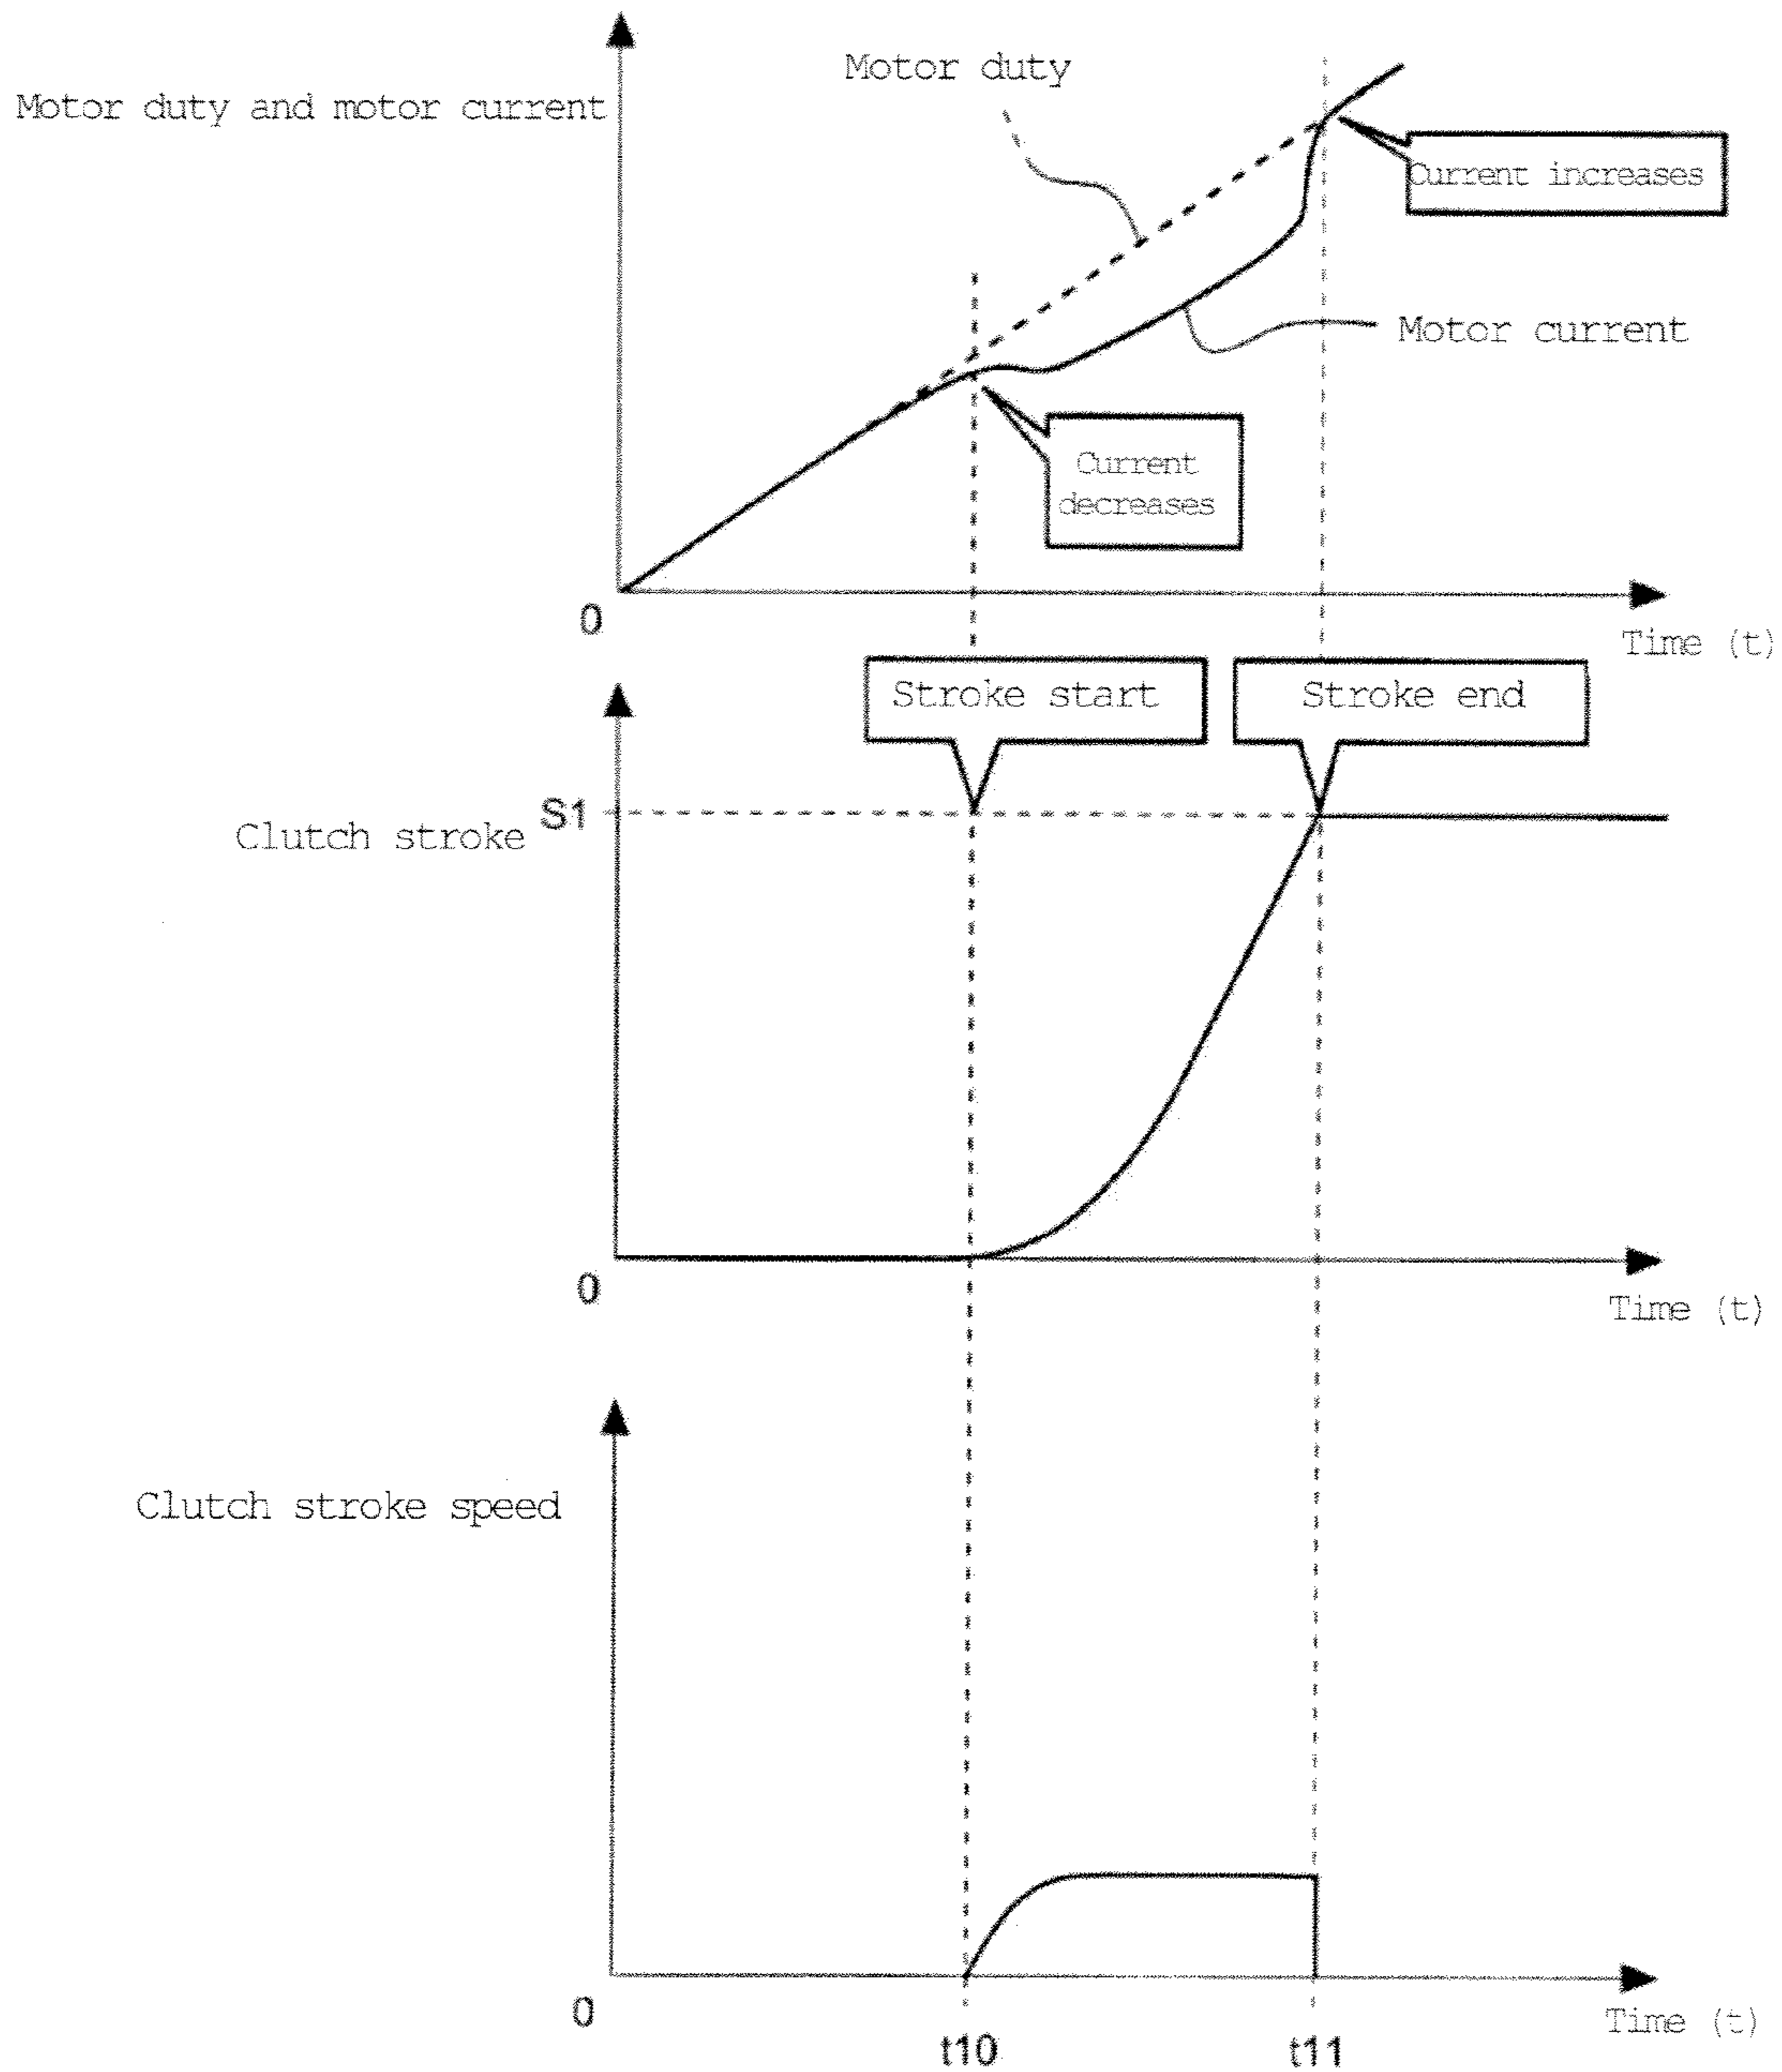 Motor duty
Motor duty and motor current
Current increases
Motor current
Current
decreases
0
Time (t)
Stroke start
Stroke end
S1
Clutch stroke
0
Time (t)
Clutch stroke speed
0
Time (t)
t10
t11